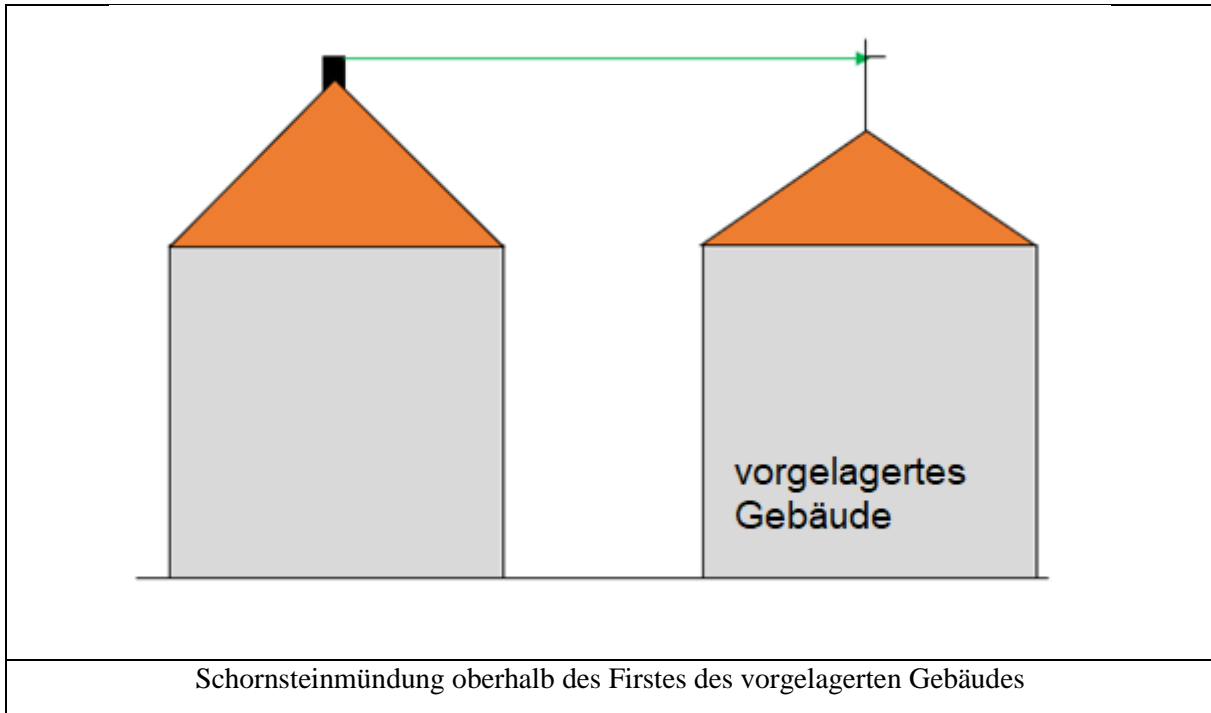 vorgelagertes
Gebäude
Schornsteinmündung oberhalb des Firstes des vorgelagerten Gebäudes